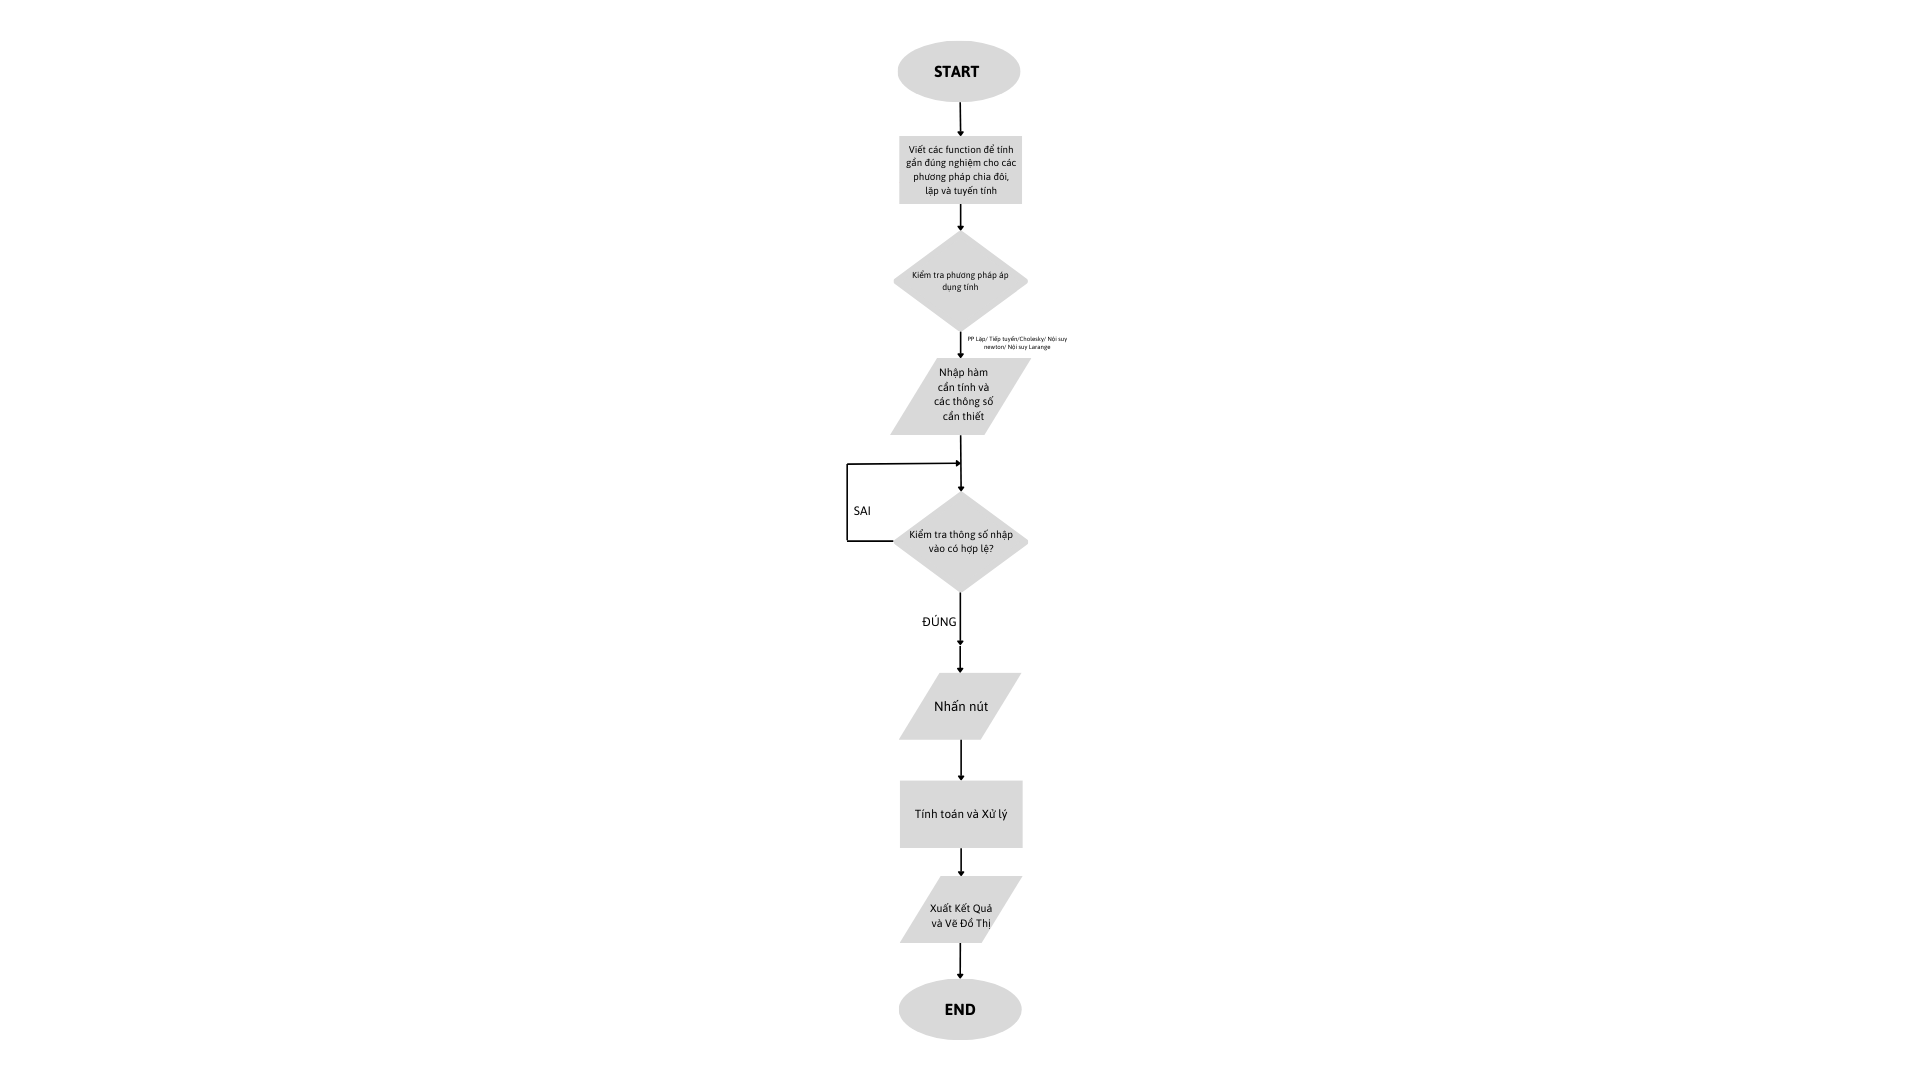 START
Viết các function để tính
gần đúng nghiệm cho các
phương pháp chia đôi,
lặp và tuyến tính
Kiểm tra phương pháp áp
dụng tính
PP Lặp/ Tiếp tuyến/Cholesky/ Nội suy
newton/ Nôi suy Larange
Nhập hàm
cần tính và
các thông số
cần thiết
SAI
Kiểm tra thông số nhập
vào có hợp lệ?
ĐÚNG
Nhấn nút
Tính toán và Xử lý
Xuất Kết Quả
và Vẽ Đồ Thị
END